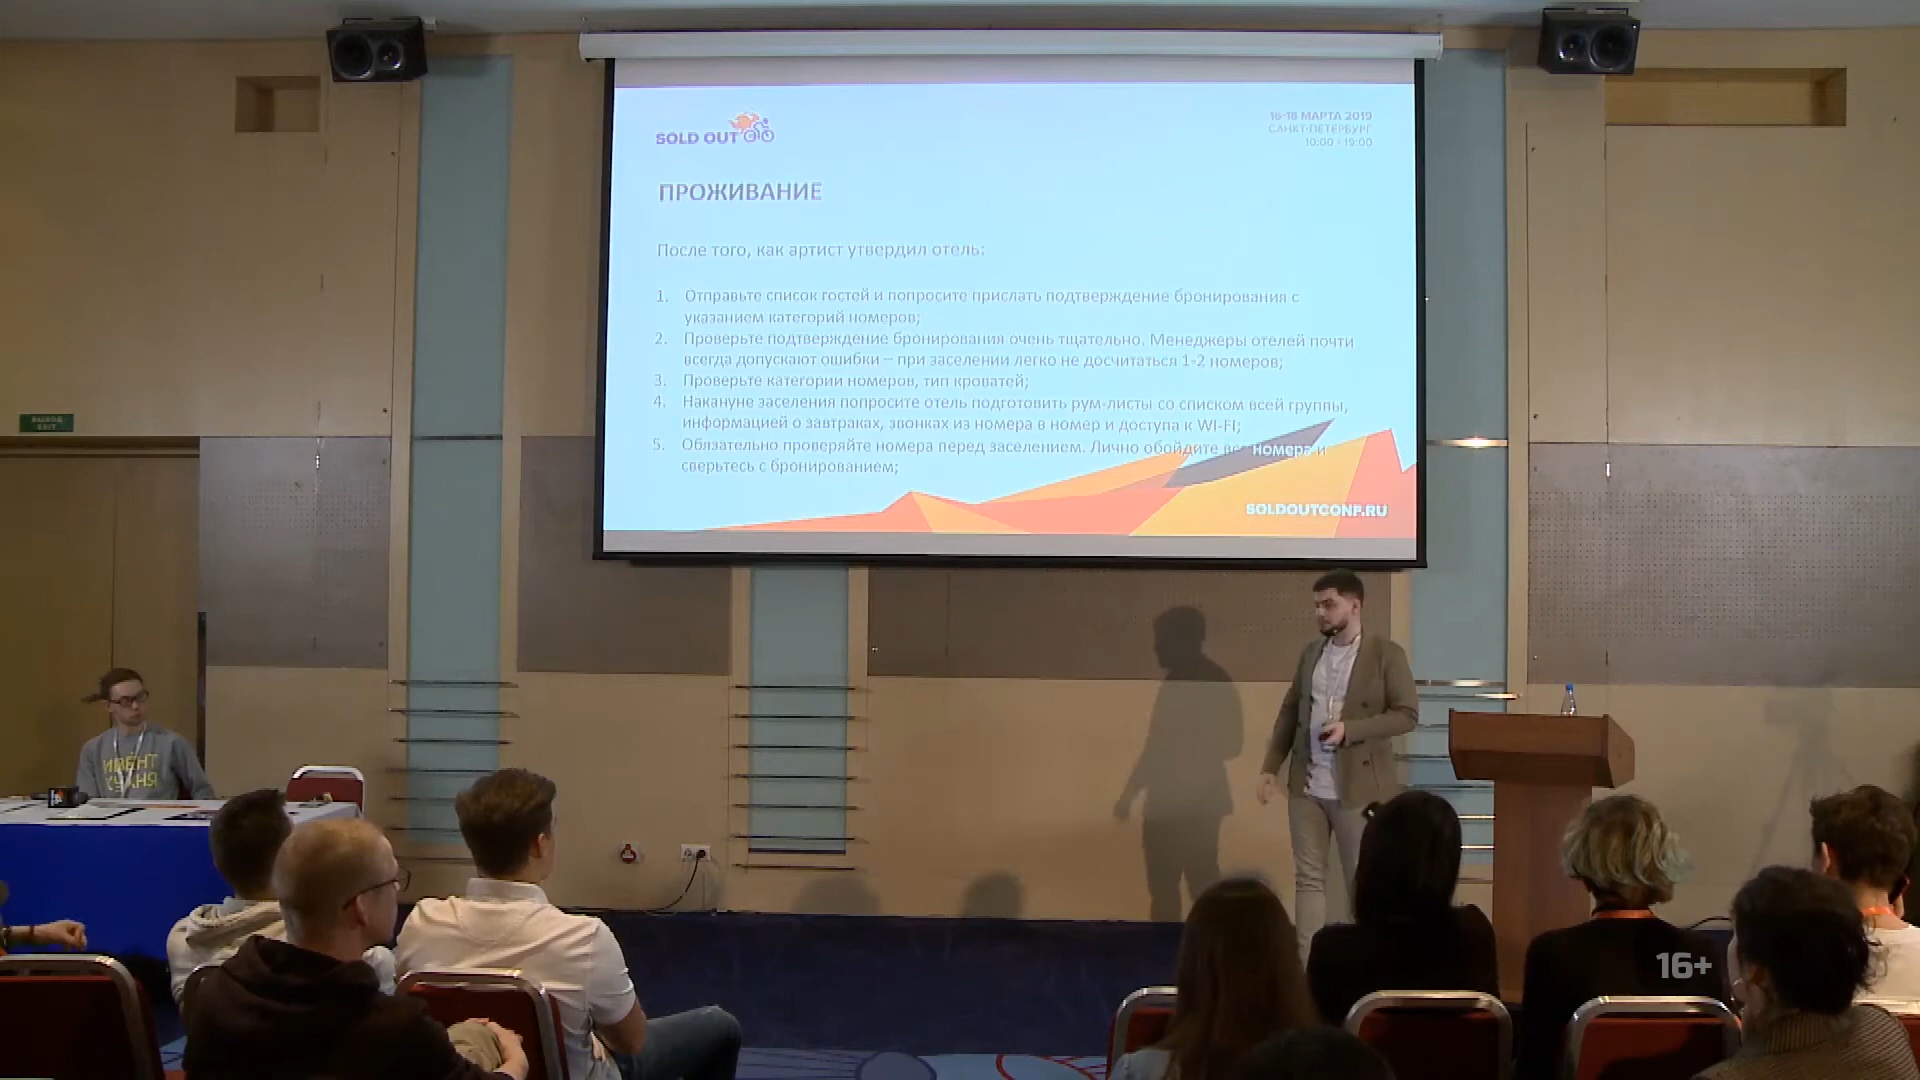 SOLD OUT
16-18 МАРТА 2019
САНКТ-ПЕТЕРБУРГ
10:00 - 19:00
ПРОЖИВАНИЕ
После того, как артист утвердил отель:
1. Отправьте список гостей и попросите прислать подтверждение бронирования с
указанием категорий номеров;
2. Проверьте подтверждение бронирования очень тщательно. Менеджеры отелей почти
всегда допускают ошибки – при заселении легко не досчитаться 1-2 номеров;
3. Проверьте категории номеров, тип кроватей;
4. Накануне заселения попросите отель подготовить рум-листы со списком всей группы,
информацией о завтраках, звонках из номера в номер и доступа к WI-FI;
5. Обязательно проверяйте номера перед заселением. Лично обойдите все номера и
сверьтесь с бронированием;
SOLDOUTCONF.RU
ВЫХОД
EXIT
ИВЕНТ
КУХНЯ
16+